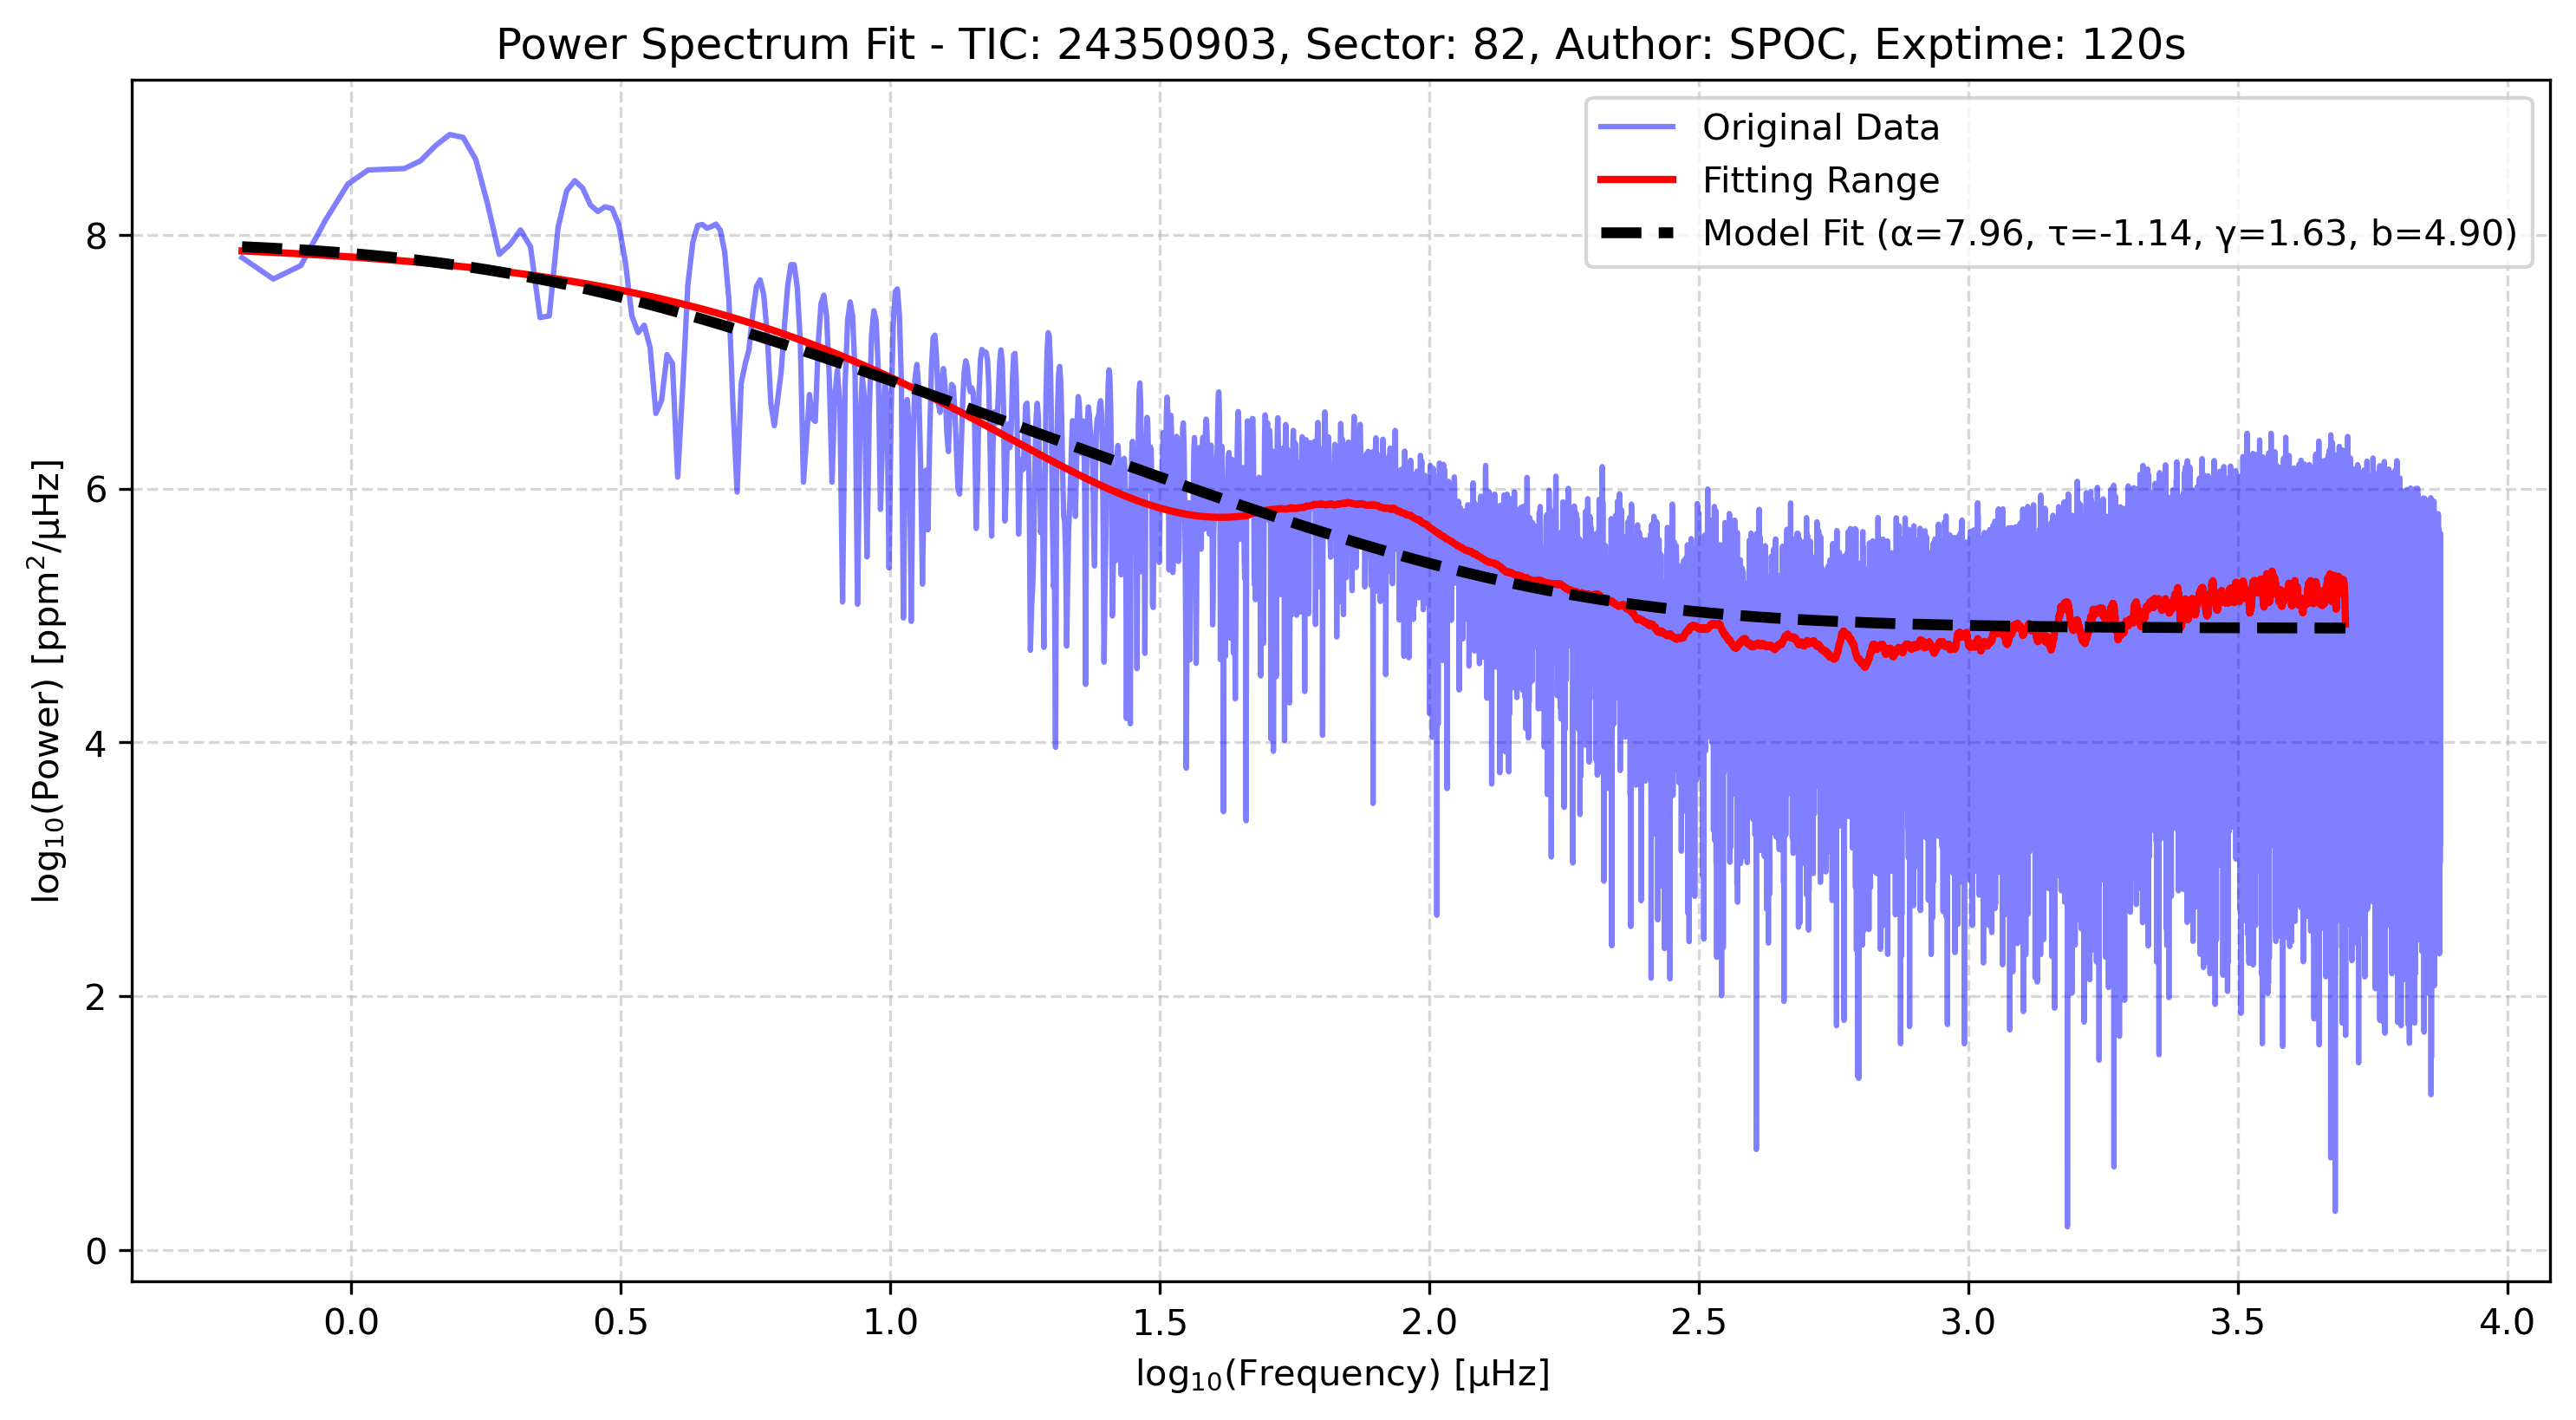 Power Spectrum Fit - TIC: 24350903, Sector: 82, Author: SPOC, Exptime: 120s
Original Data
Fitting Range
Model Fit (α=7.96, τ=-1.14, γ=1.63, b=4.90)
log₁₀(Power) [ppm²/μHz]
8
6
4
2
0
0.0 0.5 1.0 1.5 2.0 2.5 3.0 3.5 4.0
log₁₀(Frequency) [μHz]